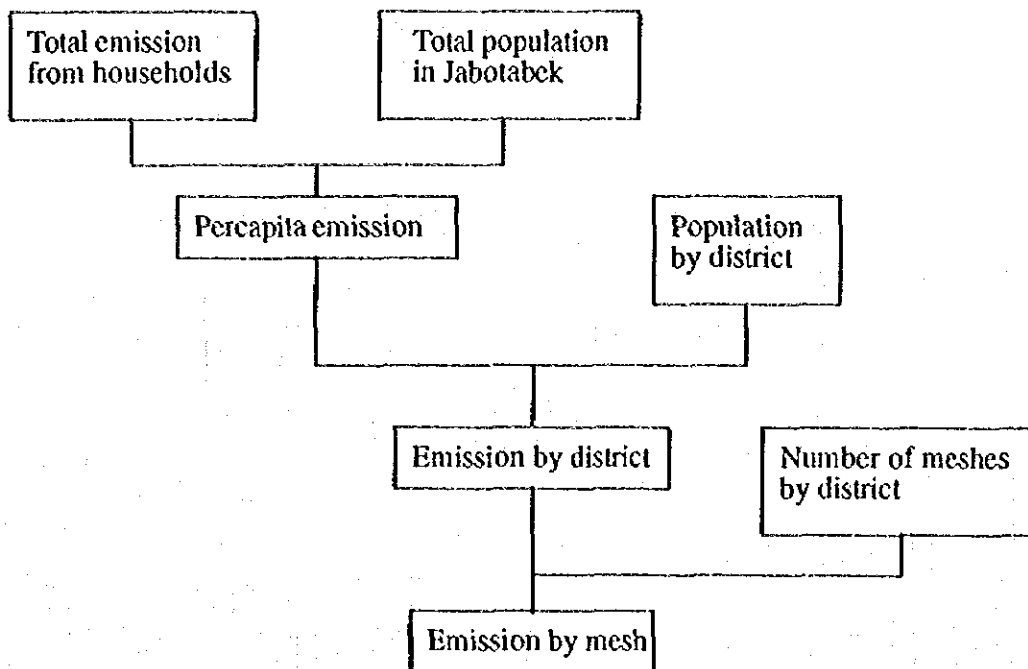 Total emission
from households
Total population
in Jabotabek
Percapita emission
Population
by district
Emission by district
Number of meshes
by district
Emission by mesh